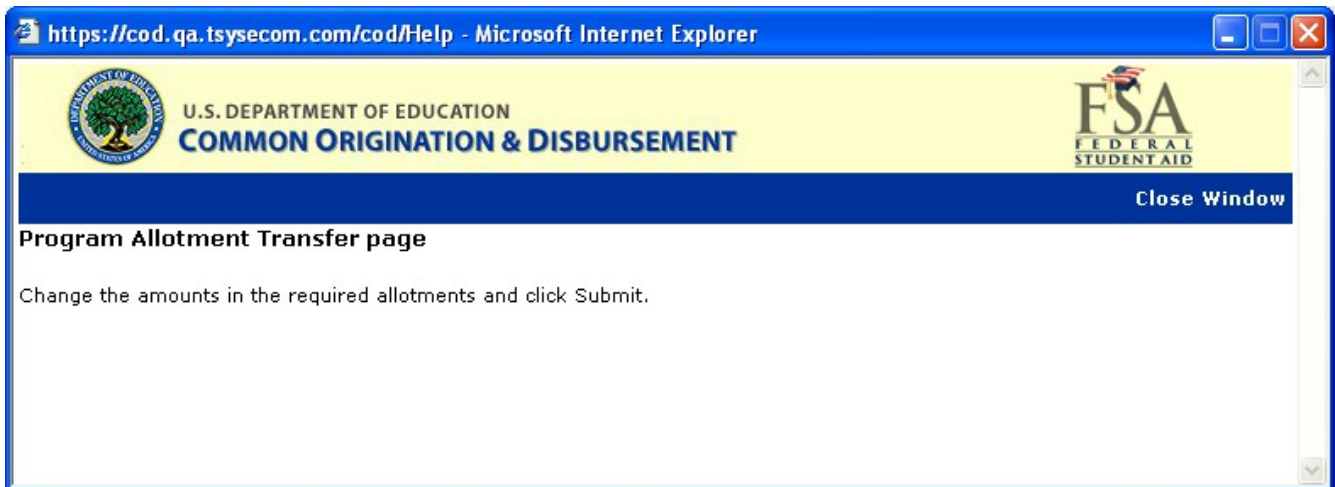 https://cod.qa.tsysecom.com/cod/Help - Microsoft Internet Explorer
U.S. DEPARTMENT OF EDUCATION
COMMON ORIGINATION & DISBURSEMENT
FSA
FEDERAL
STUDENT AID
Close Window
Program Allotment Transfer page
Change the amounts in the required allotments and click Submit.